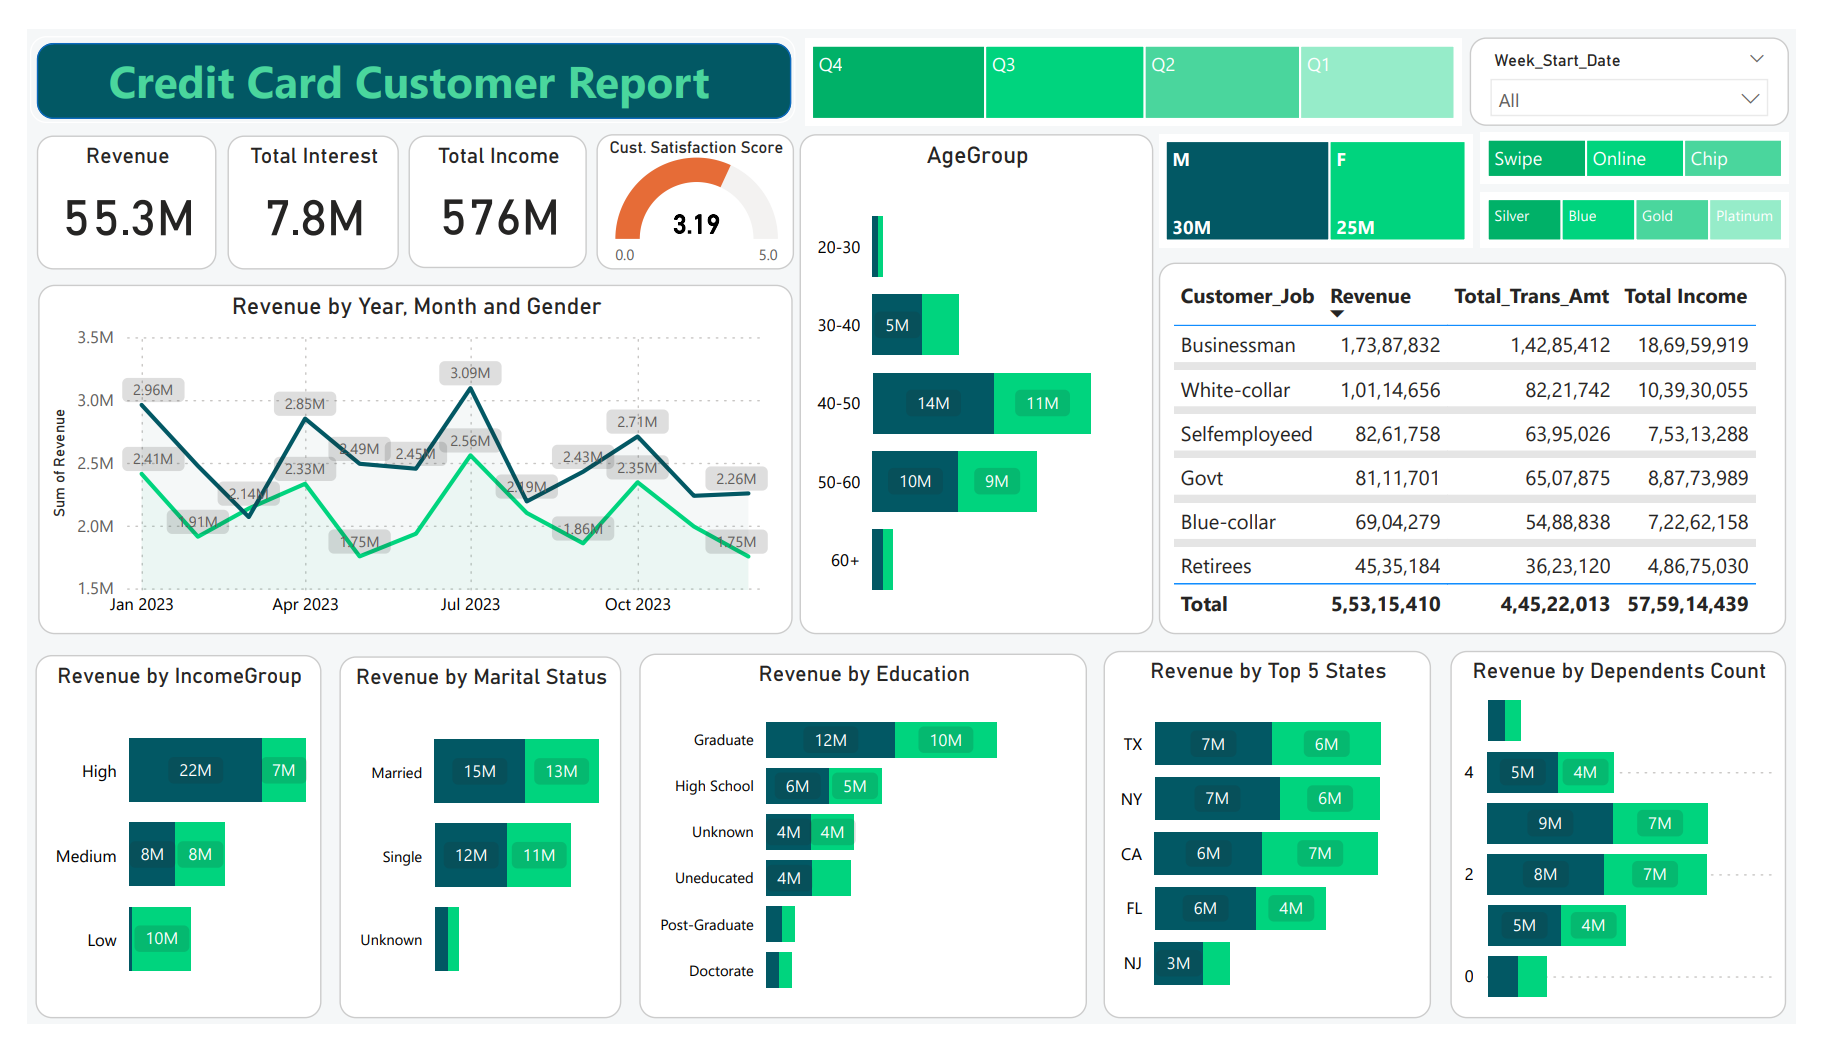 Credit Card Customer Report
Q4
Q3
Q2
Q1
Week_Start_Date
All
Revenue
55.3M
Total Interest
7.8M
Total Income
576M
Cust. Satisfaction Score
3.19
0.0
5.0
AgeGroup
20-30
30-40
5M
40-50
14M
11M
50-60
10M
9M
60+
M
30M
F
25M
Swipe
Online
Chip
Silver
Blue
Gold
Platinum
Revenue by Year, Month and Gender
Sum of Revenue
3.5M
3.0M
2.5M
2.0M
1.5M
2.96M
2.41M
1.91M
2.14M
2.85M
2.33M
2.49M
1.75M
2.45M
3.09M
2.56M
2.19M
2.43M
1.86M
2.71M
2.35M
2.26M
1.75M
Jan 2023
Apr 2023
Jul 2023
Oct 2023
Customer_Job Revenue Total_Trans_Amt Total Income
Businessman 1,73,87,832 1,42,85,412 18,69,59,919
White-collar 1,01,14,656 82,21,742 10,39,30,055
Selfemployeed 82,61,758 63,95,026 7,53,13,288
Govt 81,11,701 65,07,875 8,87,73,989
Blue-collar 69,04,279 54,88,838 7,22,62,158
Retirees 45,35,184 36,23,120 4,86,75,030
Total 5,53,15,410 4,45,22,013 57,59,14,439
Revenue by IncomeGroup
High 22M 7M
Medium 8M 8M
Low 10M
Revenue by Marital Status
Married 15M 13M
Single 12M 11M
Unknown
Revenue by Education
Graduate 12M 10M
High School 6M 5M
Unknown 4M 4M
Uneducated 4M
Post-Graduate
Doctorate
Revenue by Top 5 States
TX 7M 6M
NY 7M 6M
CA 6M 7M
FL 6M 4M
NJ 3M
Revenue by Dependents Count
4 5M 4M
9M 7M
2 8M 7M
5M 4M
0